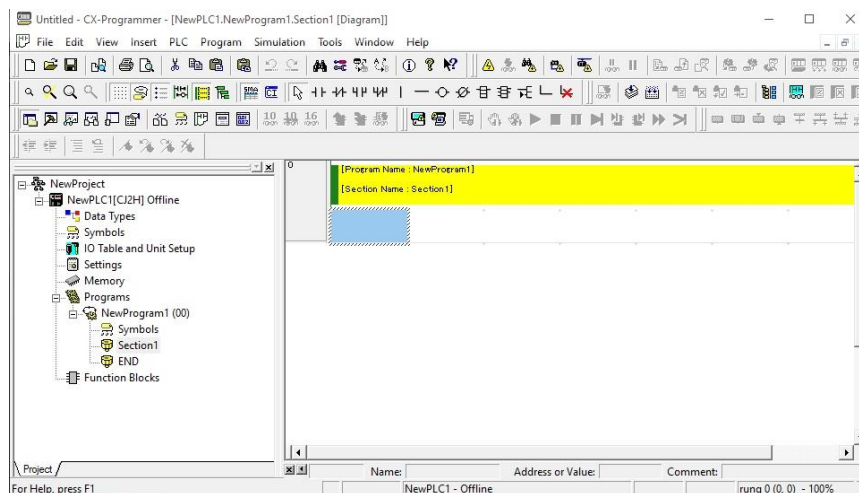 Untitled - CX-Programmer - [NewPLC1.NewProgram1.Section1 [Diagram]]
File Edit View Insert PLC Program Simulation Tools Window Help
10 10 16
0
[Program Name : NewProgram1]
[Section Name : Section1]
NewProject
NewPLC1[CJ2H] Offline
Data Types
Symbols
IO Table and Unit Setup
Settings
Memory
Programs
NewProgram1 (00)
Symbols
Section1
END
Function Blocks
Project
Name: Address or Value: Comment:
For Help, press F1 NewPLC1 - Offline rung 0 (0, 0) - 100%